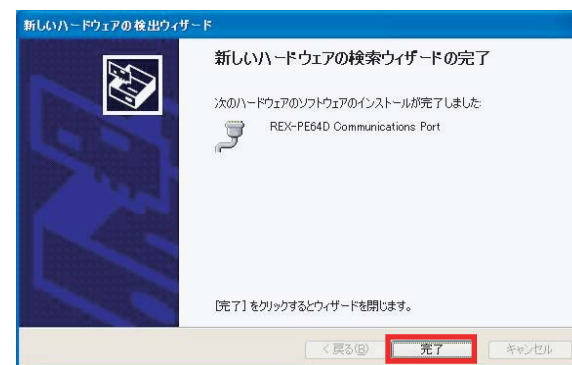 新しいハードウェアの検出ウィザード
新しいハードウェアの検索ウィザードの完了
次のハードウェアのソフトウェアのインストールが完了しました:
REX-PE64D Communications Port
[完了] をクリックするとウィザードを閉じます。
< 戻る(B)
完了
キャンセル